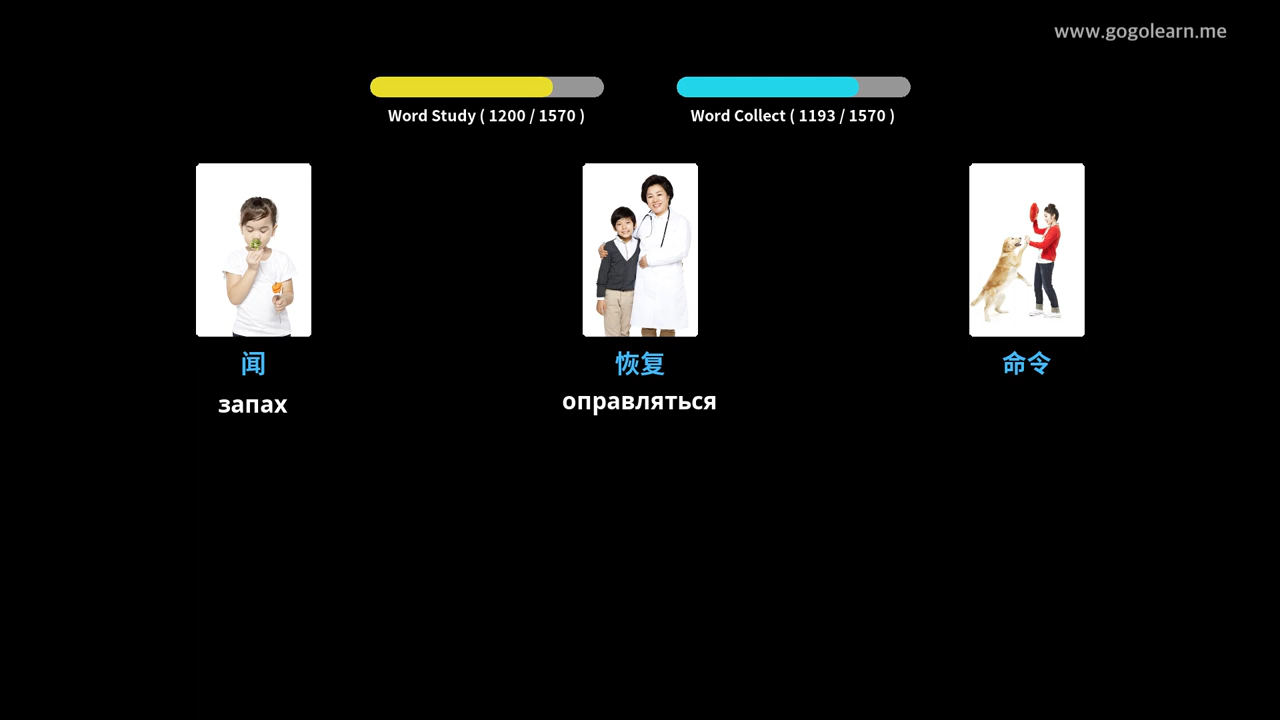 www.gogolearn.me
Word Study ( 1200 / 1570 )
Word Collect ( 1193 / 1570 )
闻
恢复
命令
запах
оправляться